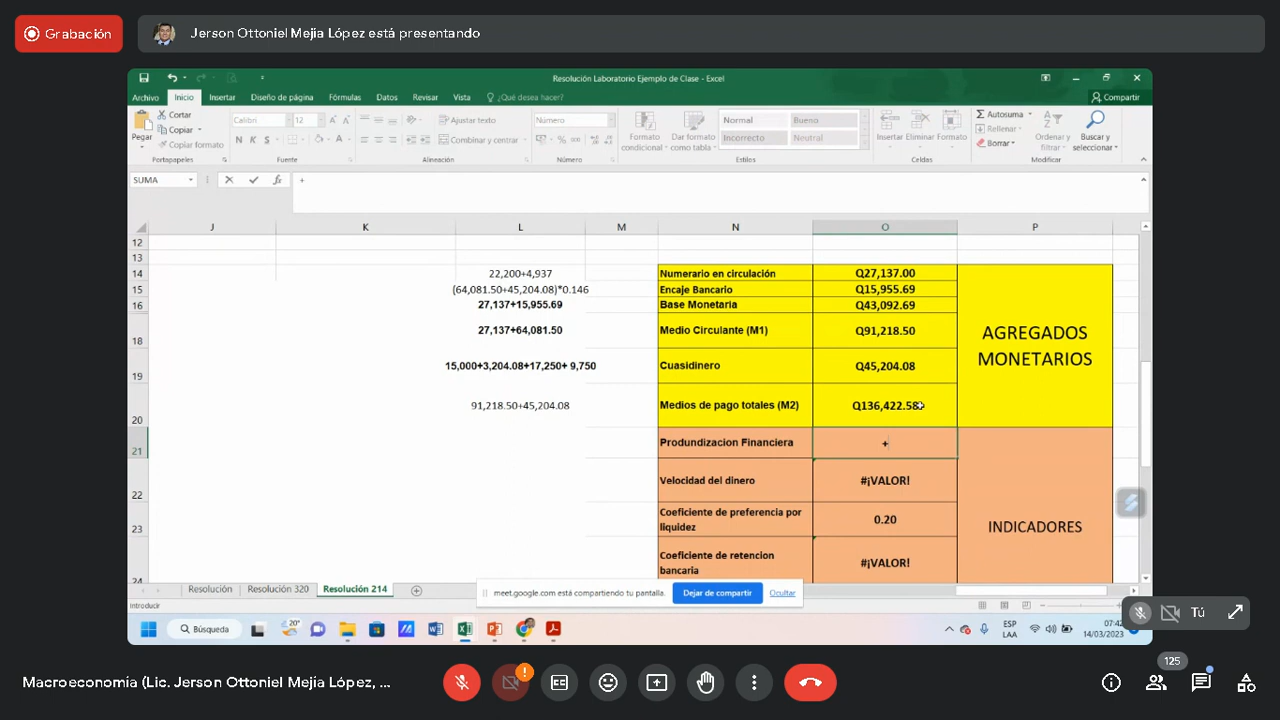 Grabación
Jerson Ottoniel Mejia López está presentando
Resolución Laboratorio Ejemplo de Clase - Excel
Archivo Inicio Insertar Diseño de página Fórmulas Datos Revisar Vista ¿Qué desea hacer? Compartir
Pegar
Cortar
Copiar
Copiar formato
Portapapeles
Calibri 12
N K S
Fuente
Ajustar texto
Combinar y centrar
Alineación
Número
Número
Formato condicional
Dar formato como tabla
Normal Bueno
Incorrecto Neutral
Estilos
Insertar Eliminar Formato
Celdas
Autosuma
Rellenar
Borrar
Ordenar y filtrar
Buscar y seleccionar
Modificar
SUMA +
J K L M N O P
12
13
14 22,200+4,937 Numerario en circulación Q27,137.00
15 (64,081.50+45,204.08)*0.146 Encaje Bancario Q15,955.69
16 27,137+15,955.69 Base Monetaria Q43,092.69
18 27,137+64,081.50 Medio Circulante (M1) Q91,218.50
AGREGADOS
MONETARIOS
19 15,000+3,204.08+17,250+ 9,750 Cuasidinero Q45,204.08
20 91,218.50+45,204.08 Medios de pago totales (M2) Q136,422.58
21 Produndizacion Financiera +
22 Velocidad del dinero #¡VALOR!
23 Coeficiente de preferencia por
liquidez 0.20
INDICADORES
24 Coeficiente de retencion
bancaria #¡VALOR!
Resolución Resolución 320 Resolución 214
meet.google.com está compartiendo tu pantalla. Dejar de compartir Ocultar
Introducir
Tú
20°
Búsqueda
ESP
LAA
07:42
14/03/2023
Macroeconomia (Lic. Jerson Ottoniel Mejía López, ...
125